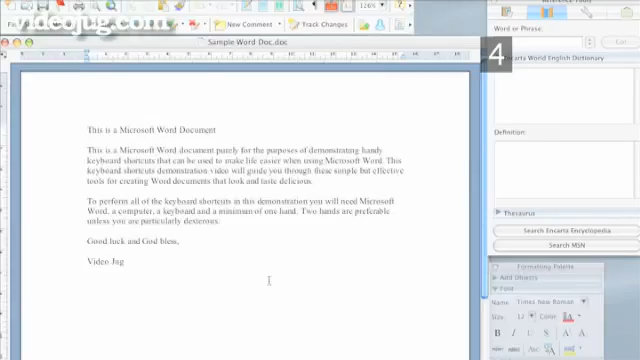 videojug.com
126%
New Comment
Track Changes
Sample Word Doc.doc
4
Word or Phrase:
Encarta World English Dictionary
Definition:
Thesaurus
Search Encarta Encyclopedia
Search MSN
Formatting Palette
Add Objects
Font
Name: Times New Roman
Size: 12 Color: A
B I U S A A
This is a Microsoft Word Document
This is a Microsoft Word document purely for the purposes of demonstrating handy
keyboard shortcuts that can be used to make life easier when using Microsoft Word. This
keyboard shortcuts demonstration video will guide you through these simple but effective
tools for creating Word documents that look and taste delicious.
To perform all of the keyboard shortcuts in this demonstration you will need Microsoft
Word, a computer, a keyboard and a minimum of one hand. Two hands are preferable
unless you are particularly dexterous.
Good luck and God bless,
Video Jug